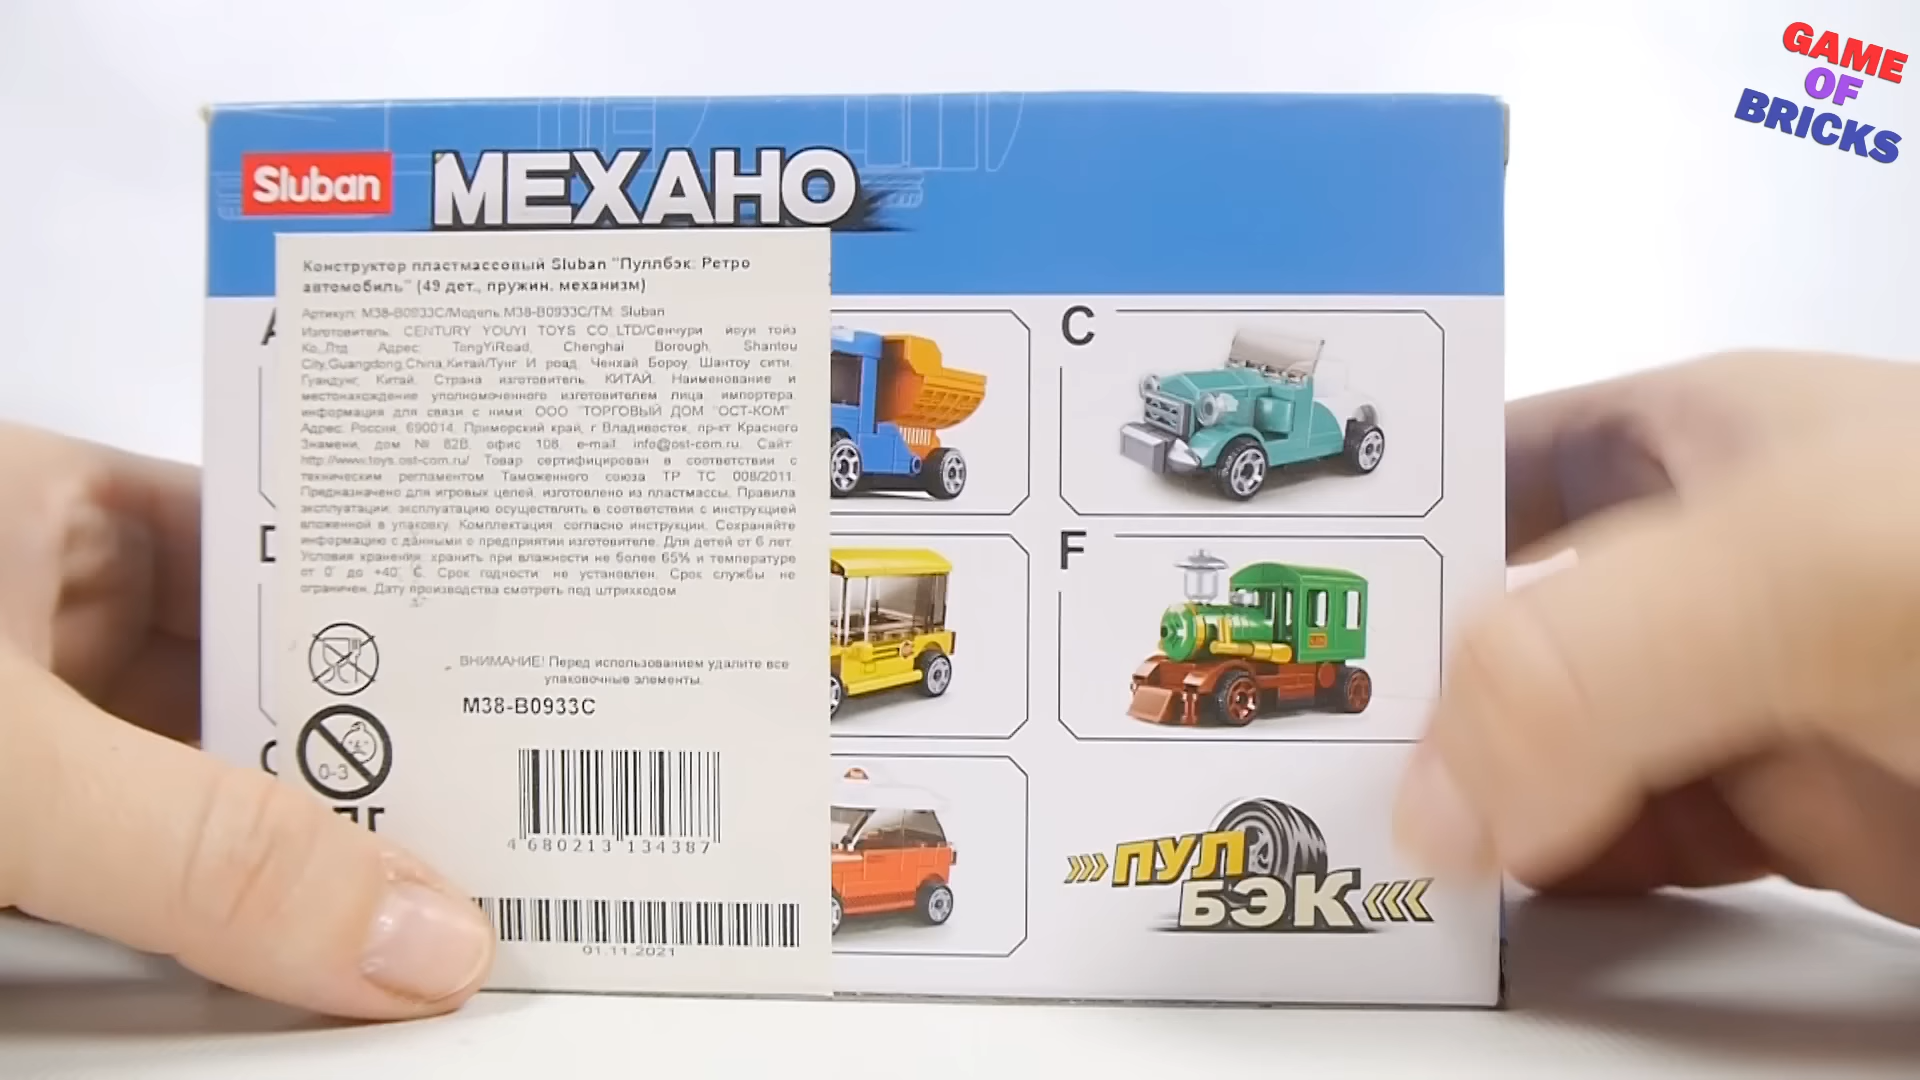 GAME
OF
BRICKS
Sluban
МЕХАНО
Конструктор пластмассовый Sluban "Пуллбэк: Ретро
автомобиль" (49 дет., пружин. механизм)
Артикул: M38-B0933C/Модель:M38-B0933C/TM: Sluban
Изготовитель: CENTURY YOUYI TOYS CO.,LTD/Сенчури йоуи тойз
Ко.,Лтд. Адрес: TangYiRoad, Chenghai Borough, Shantou
City,Guangdong,China,Китай/Тунг И роад, Ченхай Бороу, Шантоу сити,
Гуандунг, Китай. Страна изготовитель: КИТАЙ. Наименование и
местонахождение уполномоченного изготовителем лица, импортера,
информация для связи с ними: ООО "ТОРГОВЫЙ ДОМ "ОСТ-КОМ".
Адрес: Россия, 690014, Приморский край, г.Владивосток, пр-кт Красного
Знамени, дом № 82В, офис 108, e-mail: info@ost-com.ru. Сайт:
http://www.toys.ost-com.ru/ Товар сертифицирован в соответствии с
техническим регламентом Таможенного союза ТР ТС 008/2011.
Предназначено для игровых целей, изготовлено из пластмассы. Правила
эксплуатации: эксплуатацию осуществлять в соответствии с инструкцией
вложенной в упаковку. Комплектация: согласно инструкции. Сохраняйте
информацию с данными о предприятии изготовителе. Для детей от 6 лет.
Условия хранения: хранить при влажности не более 65% и температуре
от 0° до +40° С. Срок годности не установлен. Срок службы не
ограничен. Дату производства смотреть под штрихкодом
ВНИМАНИЕ! Перед использованием удалите все
упаковочные элементы.
M38-B0933C
0-3
4 680213 134387
01.11.2021
C
F
ПУЛ
БЭК